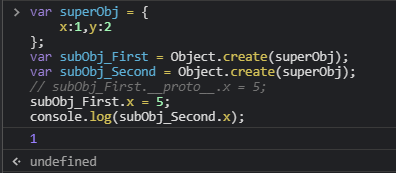 > var superObj = {
x:1,y:2
};
var subObj_First = Object.create(superObj);
var subObj_Second = Object.create(superObj);
// subObj_First.__proto__.x = 5;
subObj_First.x = 5;
console.log(subObj_Second.x);
1
<· undefined